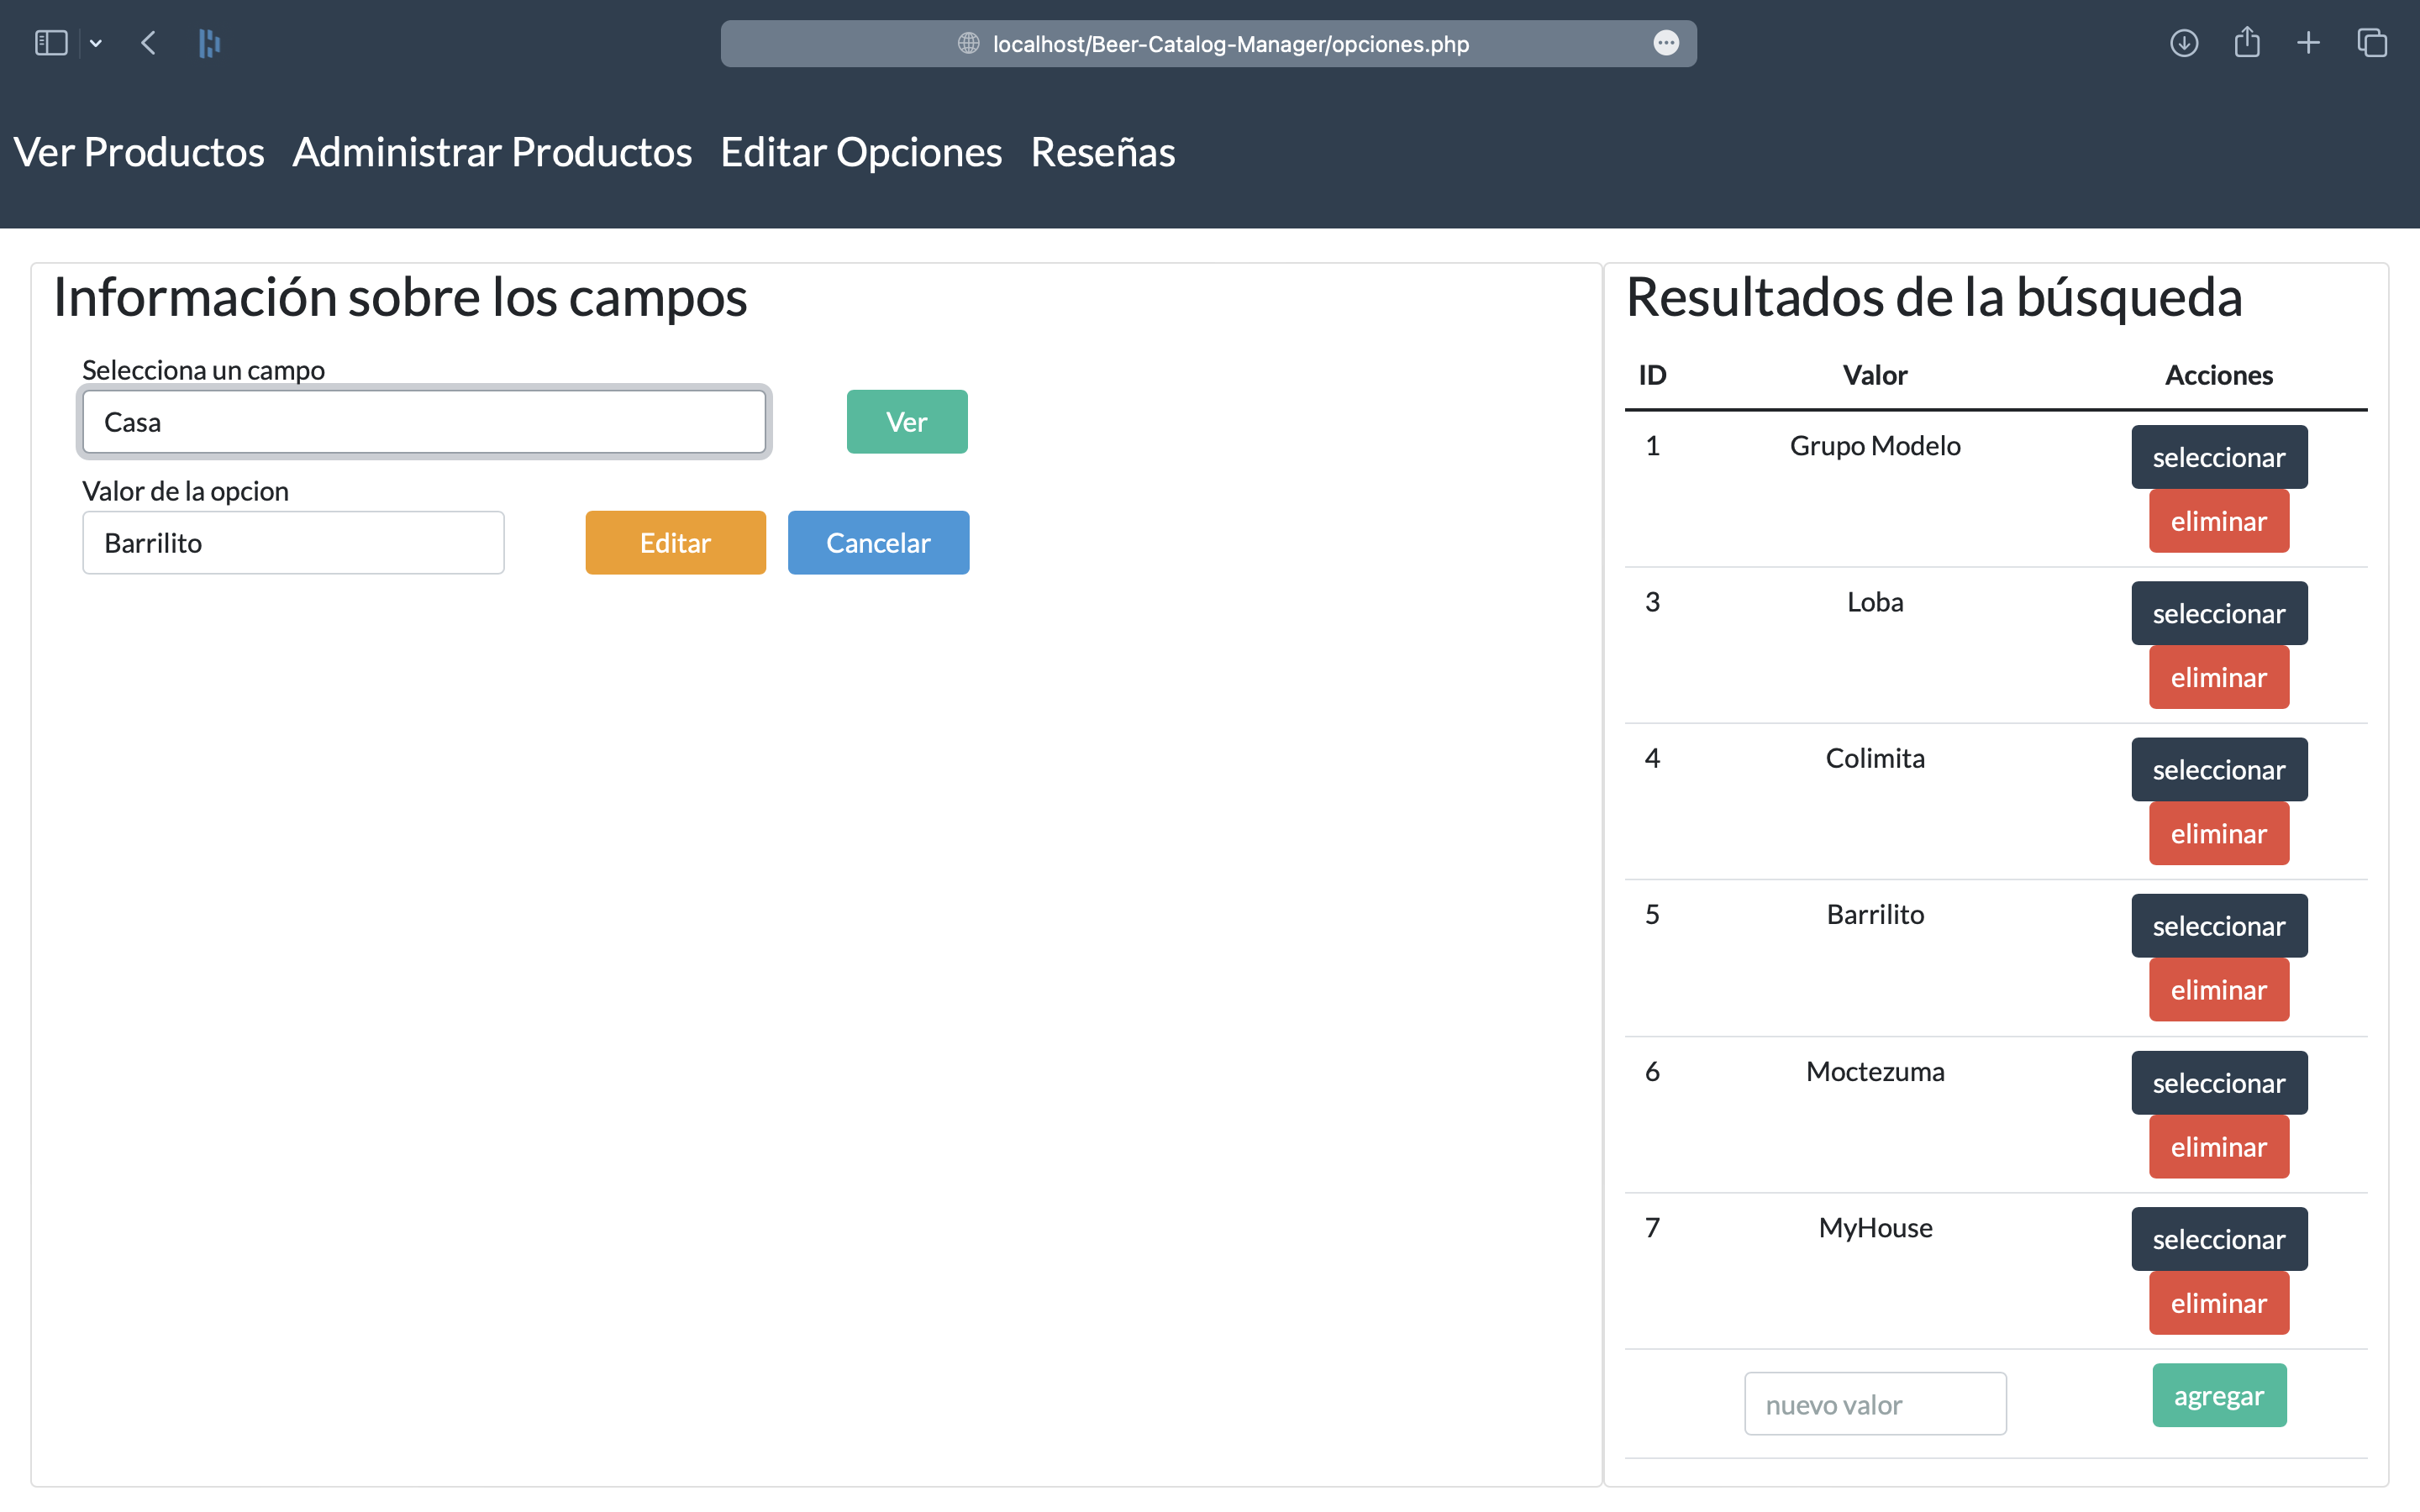 localhost/Beer-Catalog-Manager/opciones.php
Ver Productos Administrar Productos Editar Opciones Reseñas
Información sobre los campos
Selecciona un campo
Casa
Ver
Valor de la opcion
Barrilito
Editar
Cancelar
Resultados de la búsqueda
ID Valor Acciones
1 Grupo Modelo seleccionar
eliminar
3 Loba seleccionar
eliminar
4 Colimita seleccionar
eliminar
5 Barrilito seleccionar
eliminar
6 Moctezuma seleccionar
eliminar
7 MyHouse seleccionar
eliminar
nuevo valor agregar